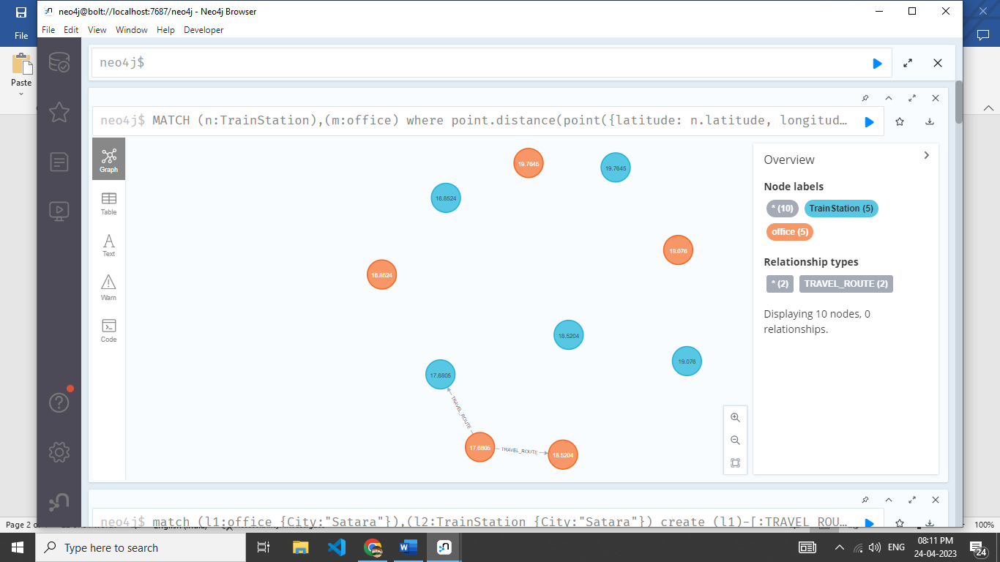 neo4j@bolt://localhost:7687/neo4j - Neo4j Browser
File Edit View Window Help Developer
File
Paste
neo4j$
neo4j$ MATCH (n:TrainStation),(m:office) where point.distance(point({latitude: n.latitude, longitud…
Graph
Table
Text
Warn
Code
19.7645
19.7645
16.8524
19.076
16.8524
18.5204
19.076
17.6805
TRAVEL_ROUTE
17.6805
TRAVEL_ROUTE
18.5204
Overview
Node labels
* (10) TrainStation (5)
office (5)
Relationship types
* (2) TRAVEL_ROUTE (2)
Displaying 10 nodes, 0
relationships.
neo4j$ match (l1:office {City:"Satara"}),(l2:TrainStation {City:"Satara"}) create (l1)-[:TRAVEL_ROU…
Page 2 of
100%
Type here to search
ENG
08:11 PM
24-04-2023
24